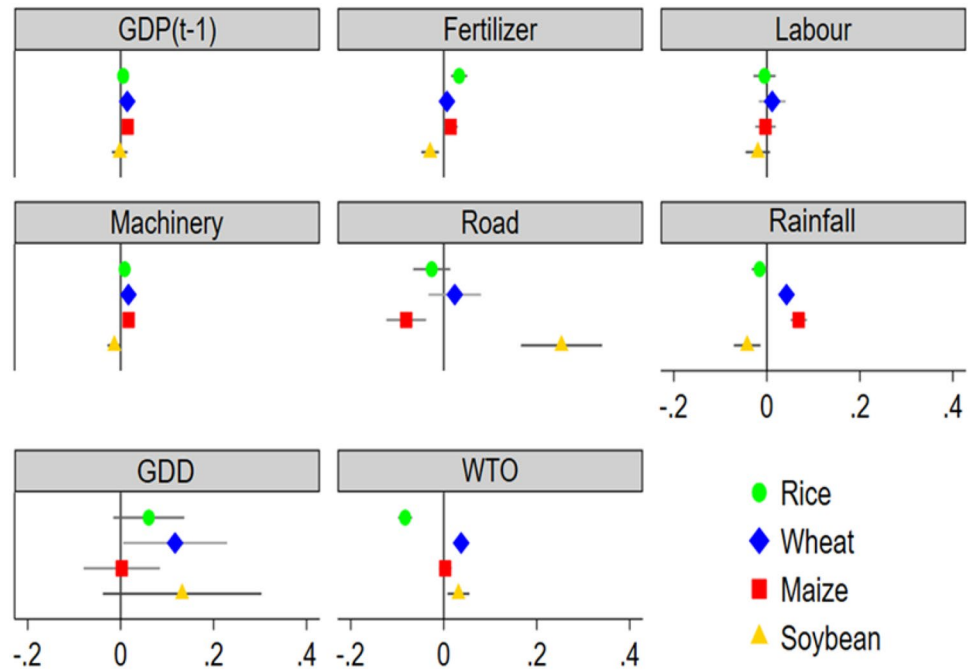 GDP(t-1) Fertilizer Labour
Machinery Road Rainfall
-.2 0 .2 .4
GDD WTO
Rice
Wheat
Maize
Soybean
-.2 0 .2 .4 -.2 0 .2 .4